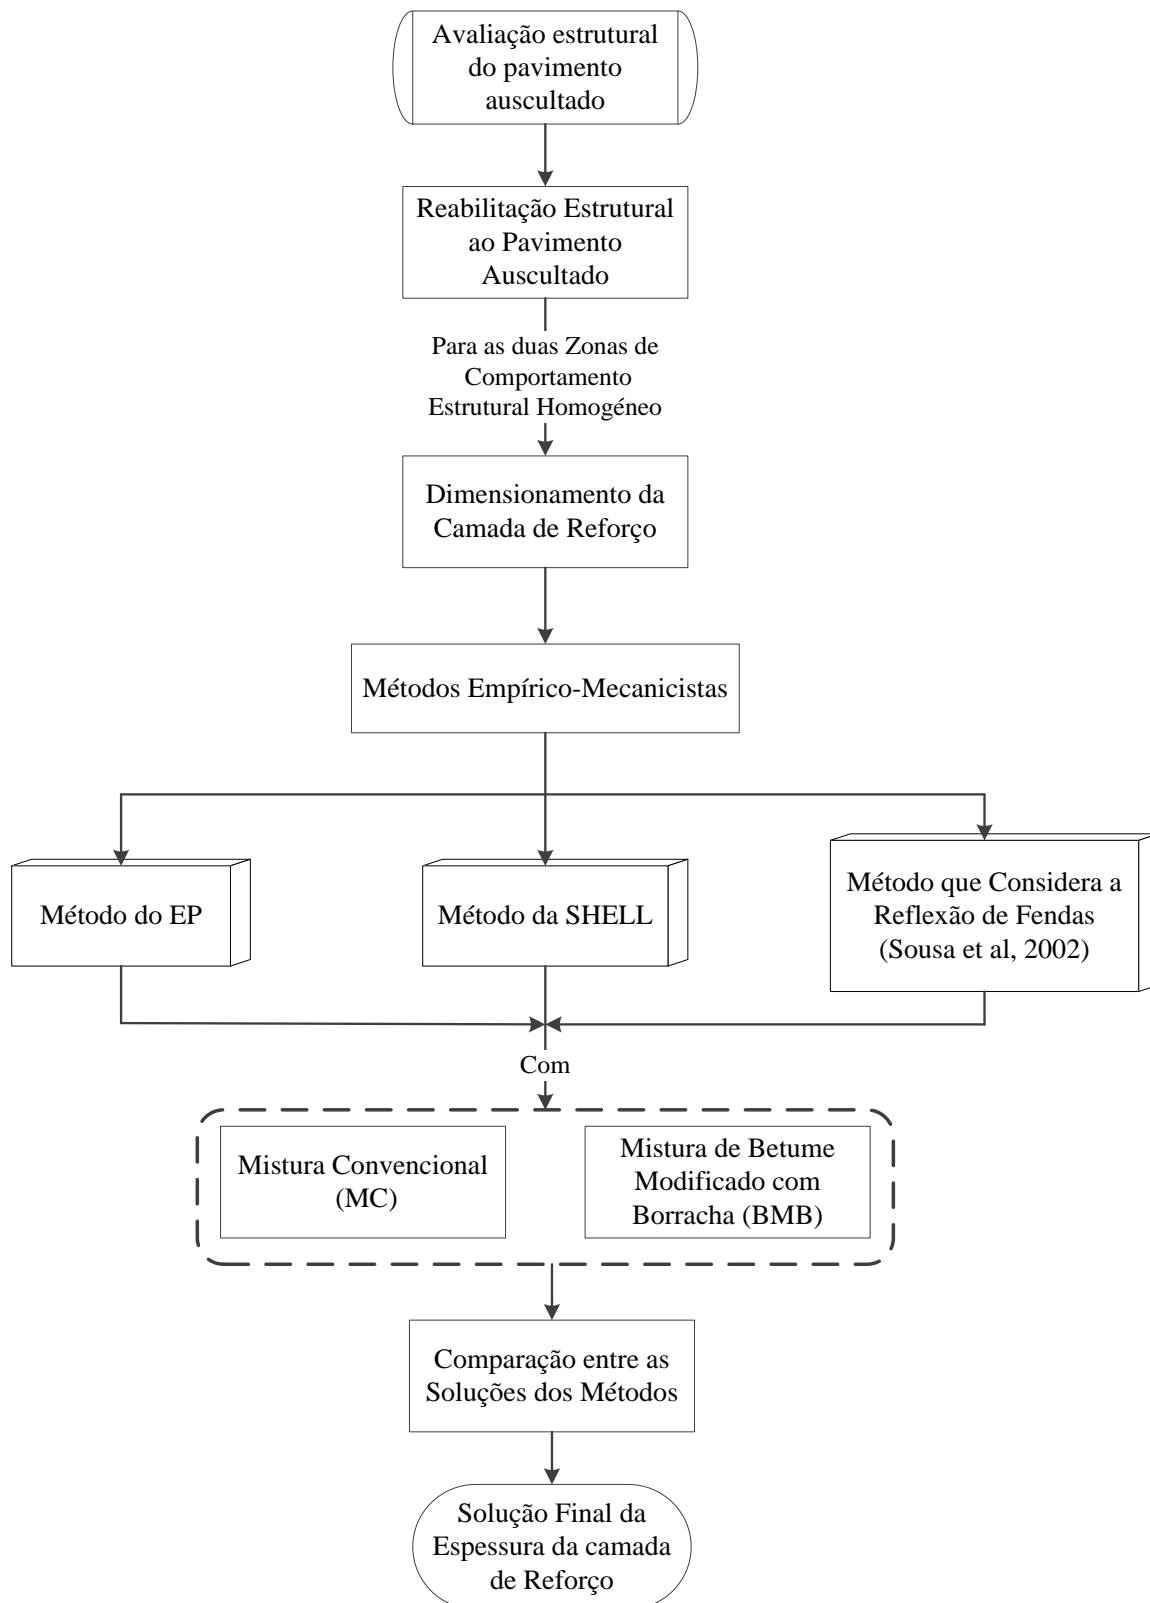 Avaliação estrutural
do pavimento
auscultado
Reabilitação Estrutural
ao Pavimento
Auscultado
Para as duas Zonas de
Comportamento
Estrutural Homogéneo
Dimensionamento da
Camada de Reforço
Métodos Empírico-Mecanicistas
Método do EP
Método da SHELL
Método que Considera a
Reflexão de Fendas
(Sousa et al, 2002)
Com
Mistura Convencional
(MC)
Mistura de Betume
Modificado com
Borracha (BMB)
Comparação entre as
Soluções dos Métodos
Solução Final da
Espessura da camada
de Reforço